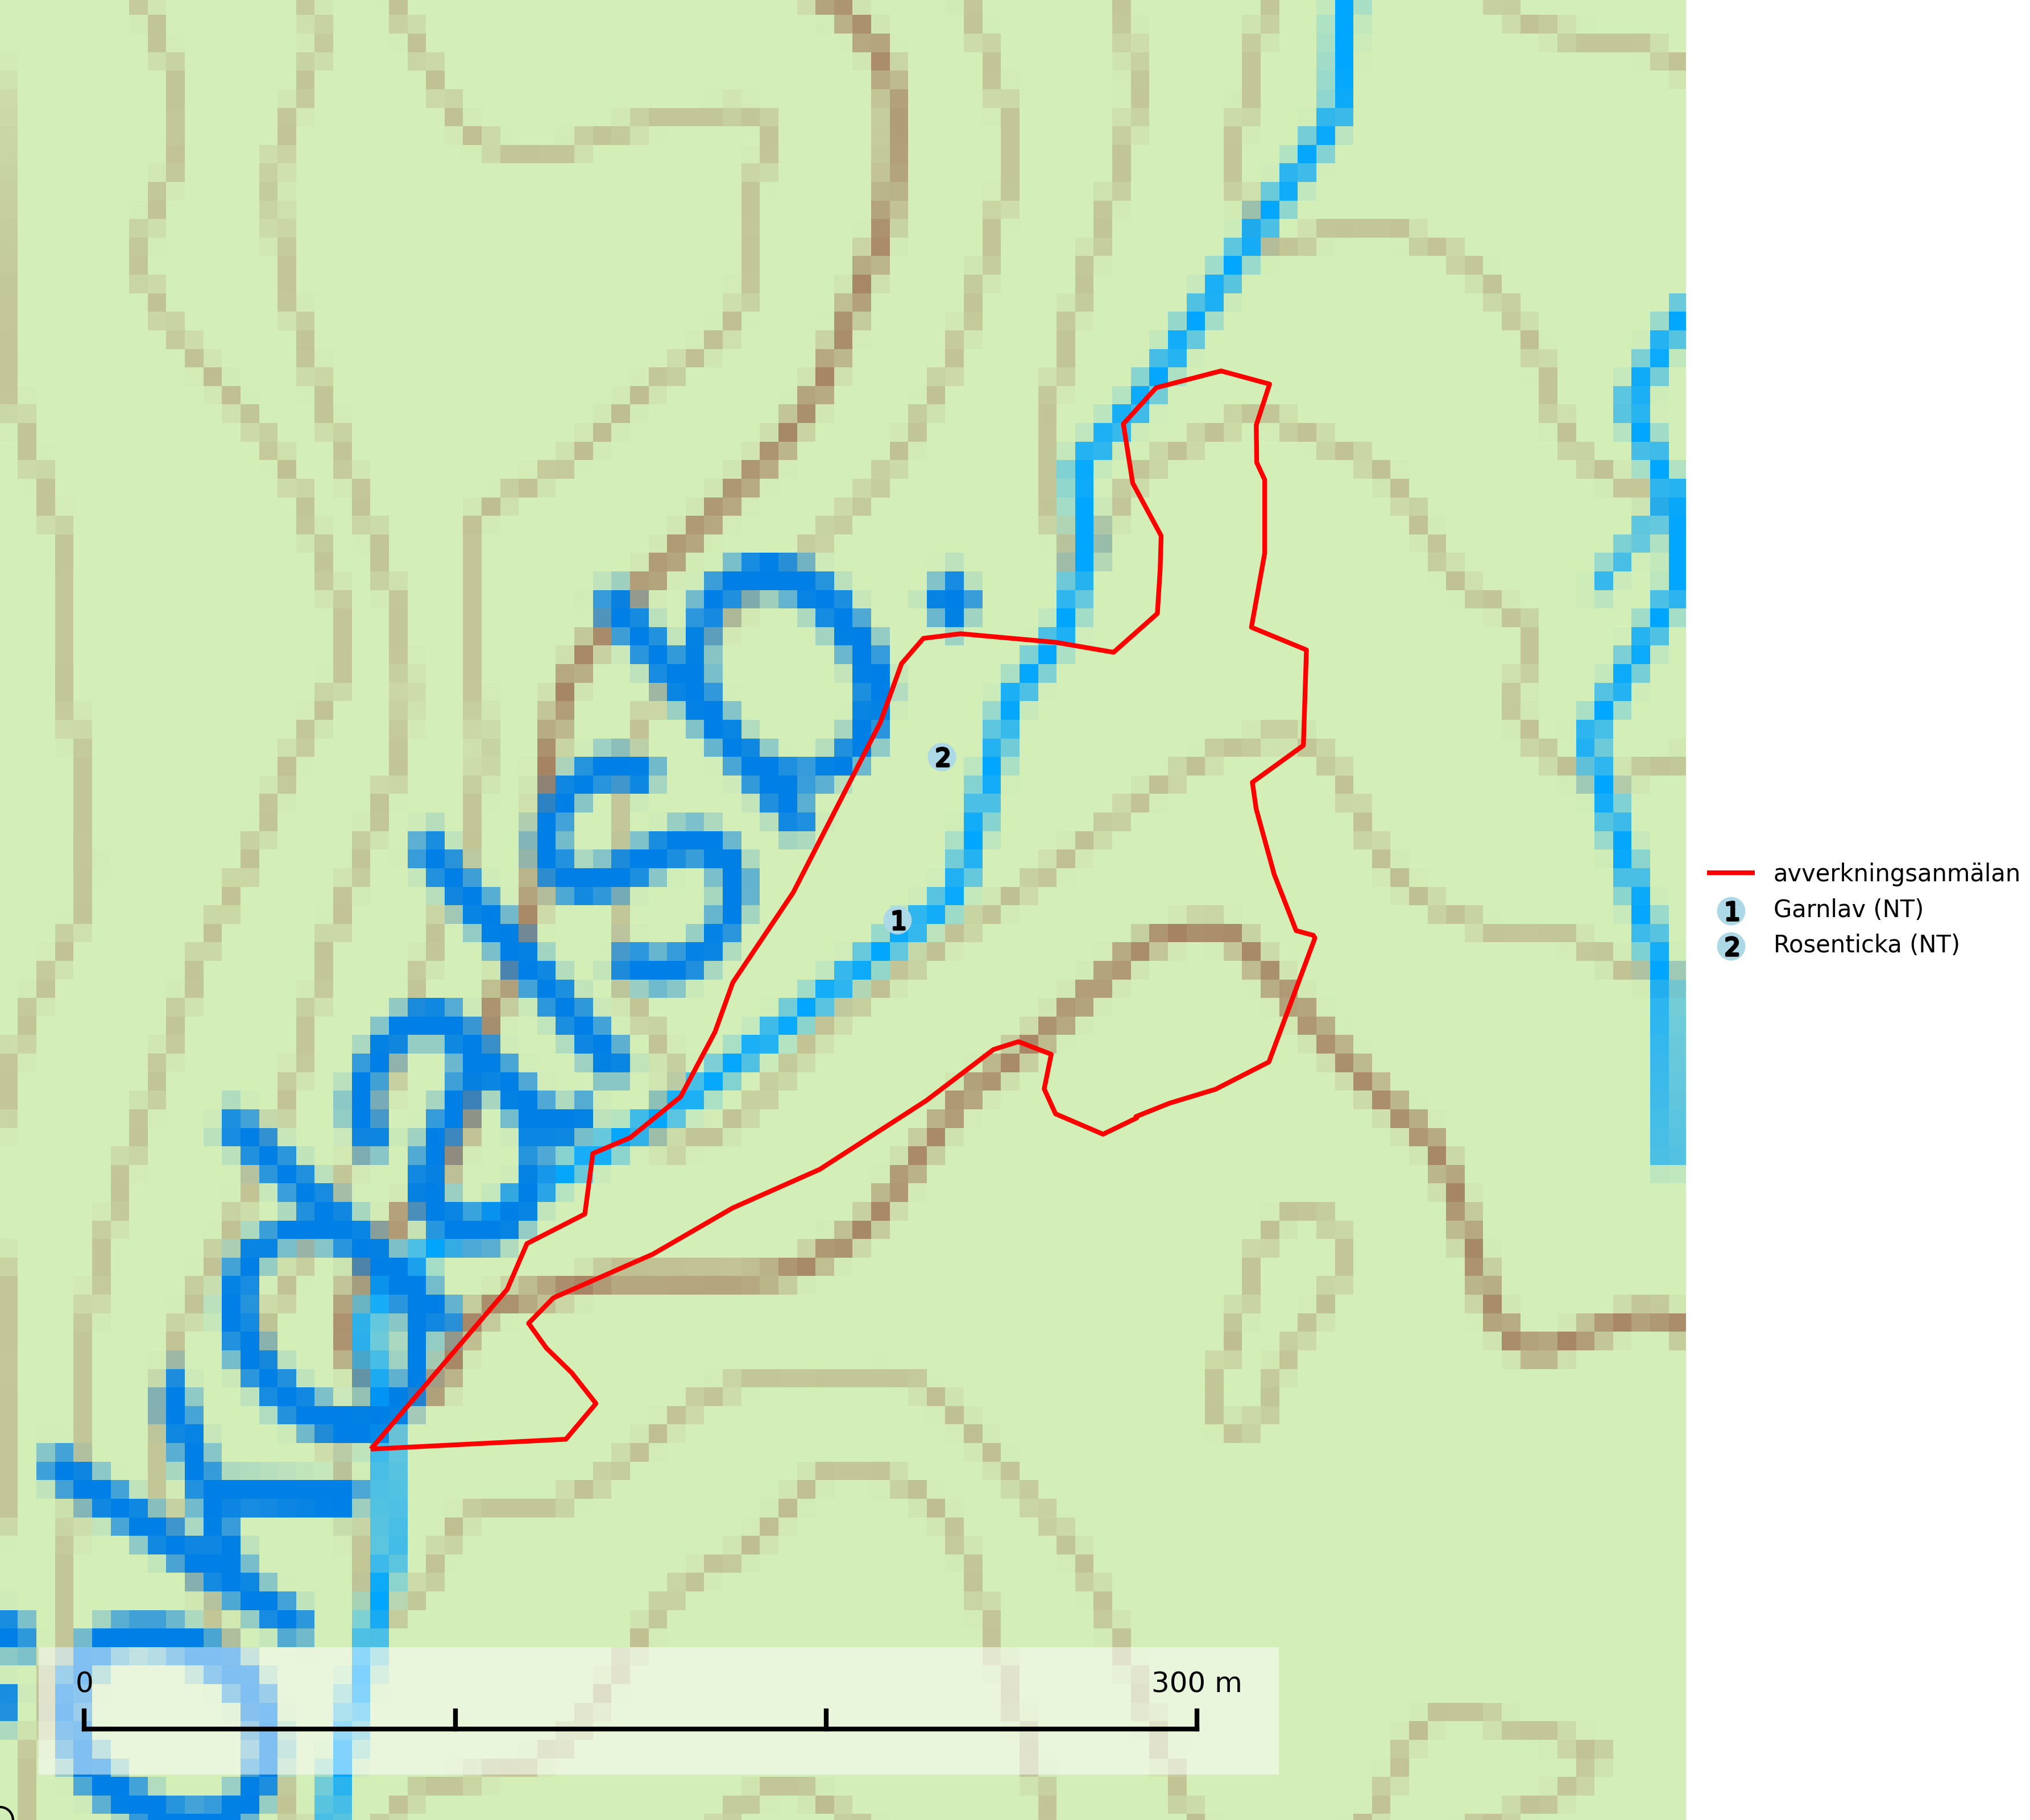 2
1
avverkningsanmälan
1 Garnlav (NT)
2 Rosenticka (NT)
0 300 m